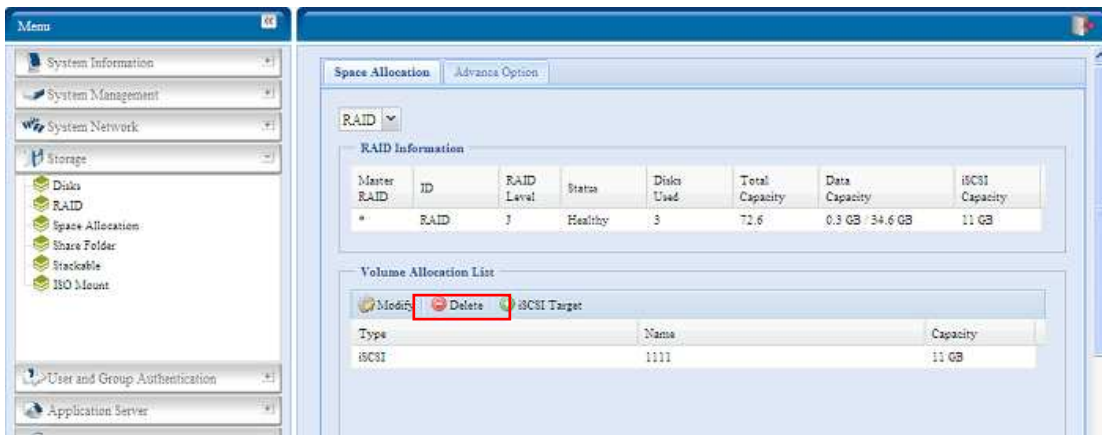 Menu
System Information
System Management
System Network
Storage
Disks
RAID
Space Allocation
Share Folder
Stackable
ISO Mount
User and Group Authentication
Application Server
Space Allocation Advance Option
RAID
RAID Information
Master RAID ID RAID Level Status Disks Used Total Capacity Data Capacity iSCSI Capacity
* RAID J Healthy 3 72.6 0.3 GB / 34.6 GB 11 GB
Volume Allocation List
Modify Delete iSCSI Target
Type Name Capacity
iSCSI 1111 11 GB